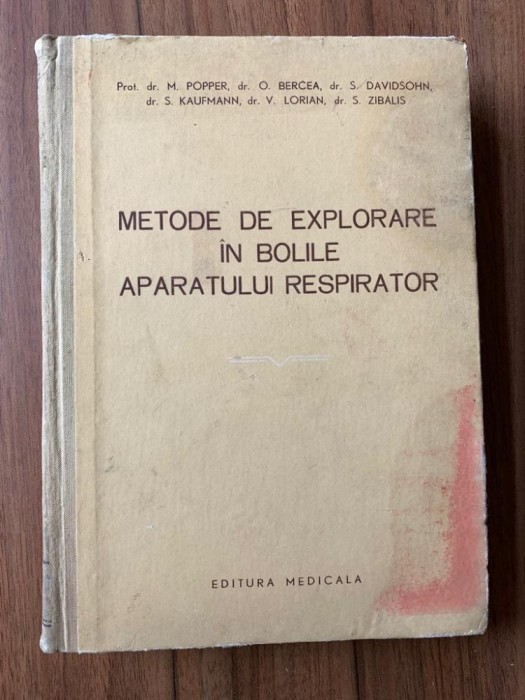 Prof. dr. M. POPPER, dr. O. BERCEA, dr. S. DAVIDSOHN,
dr. S. KAUFMANN, dr. V. LORIAN, dr. S. ZIBALIS
METODE DE EXPLORARE
ÎN BOLILE
APARATULUI RESPIRATOR
EDITURA MEDICALA